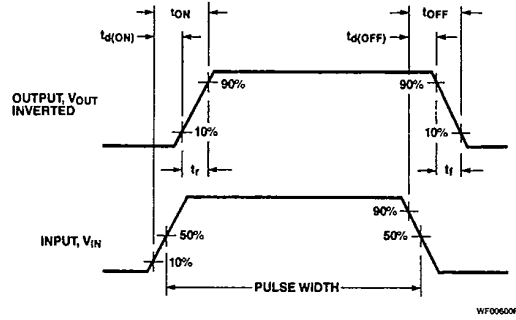 tON
tOFF
td(ON)
td(OFF)
90%
90%
OUTPUT, VOUT
INVERTED
10%
10%
tr
tf
90%
INPUT, VIN
50%
50%
10%
PULSE WIDTH
WF00600F